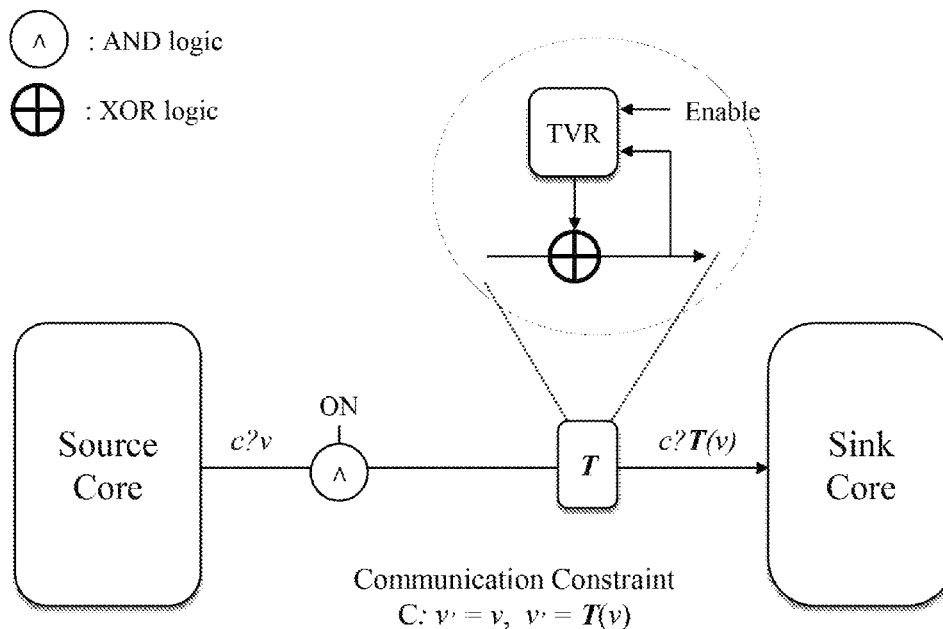 ∧ : AND logic
⊕ : XOR logic
TVR
Enable
ON
Source
Core
c?v
∧
T
c?T(v)
Sink
Core
Communication Constraint
C: v' = v, v' = T(v)